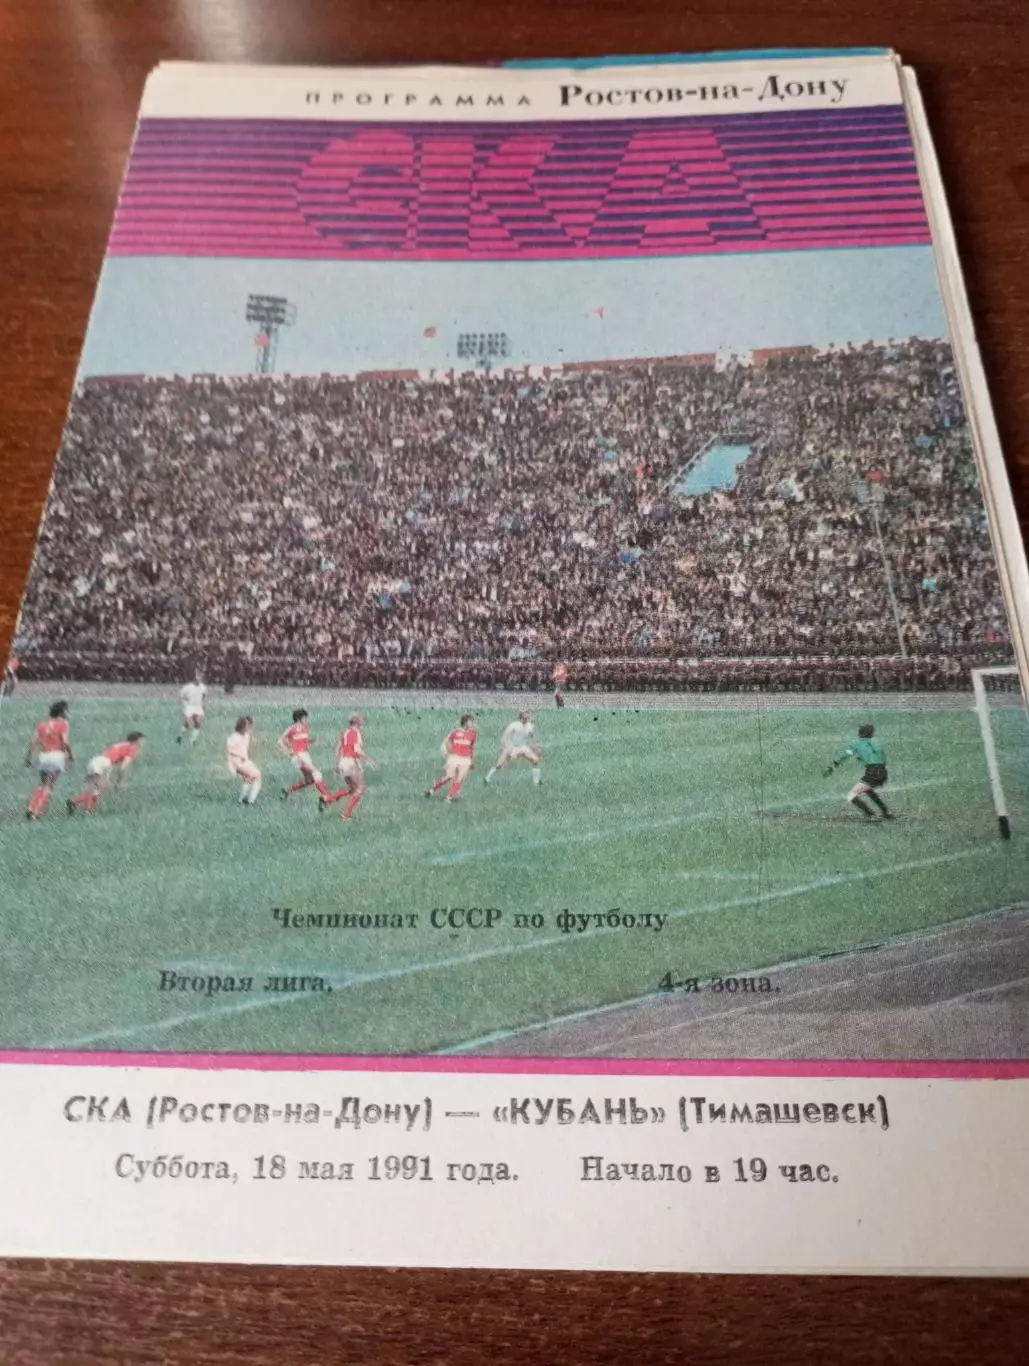 ПРОГРАММА Ростов-на-Дону
СКА
Чемпионат СССР по футболу
Вторая лига, 4-я зона.
СКА (Ростов-на-Дону) — «КУБАНЬ» (Тимашевск)
Суббота, 18 мая 1991 года. Начало в 19 час.